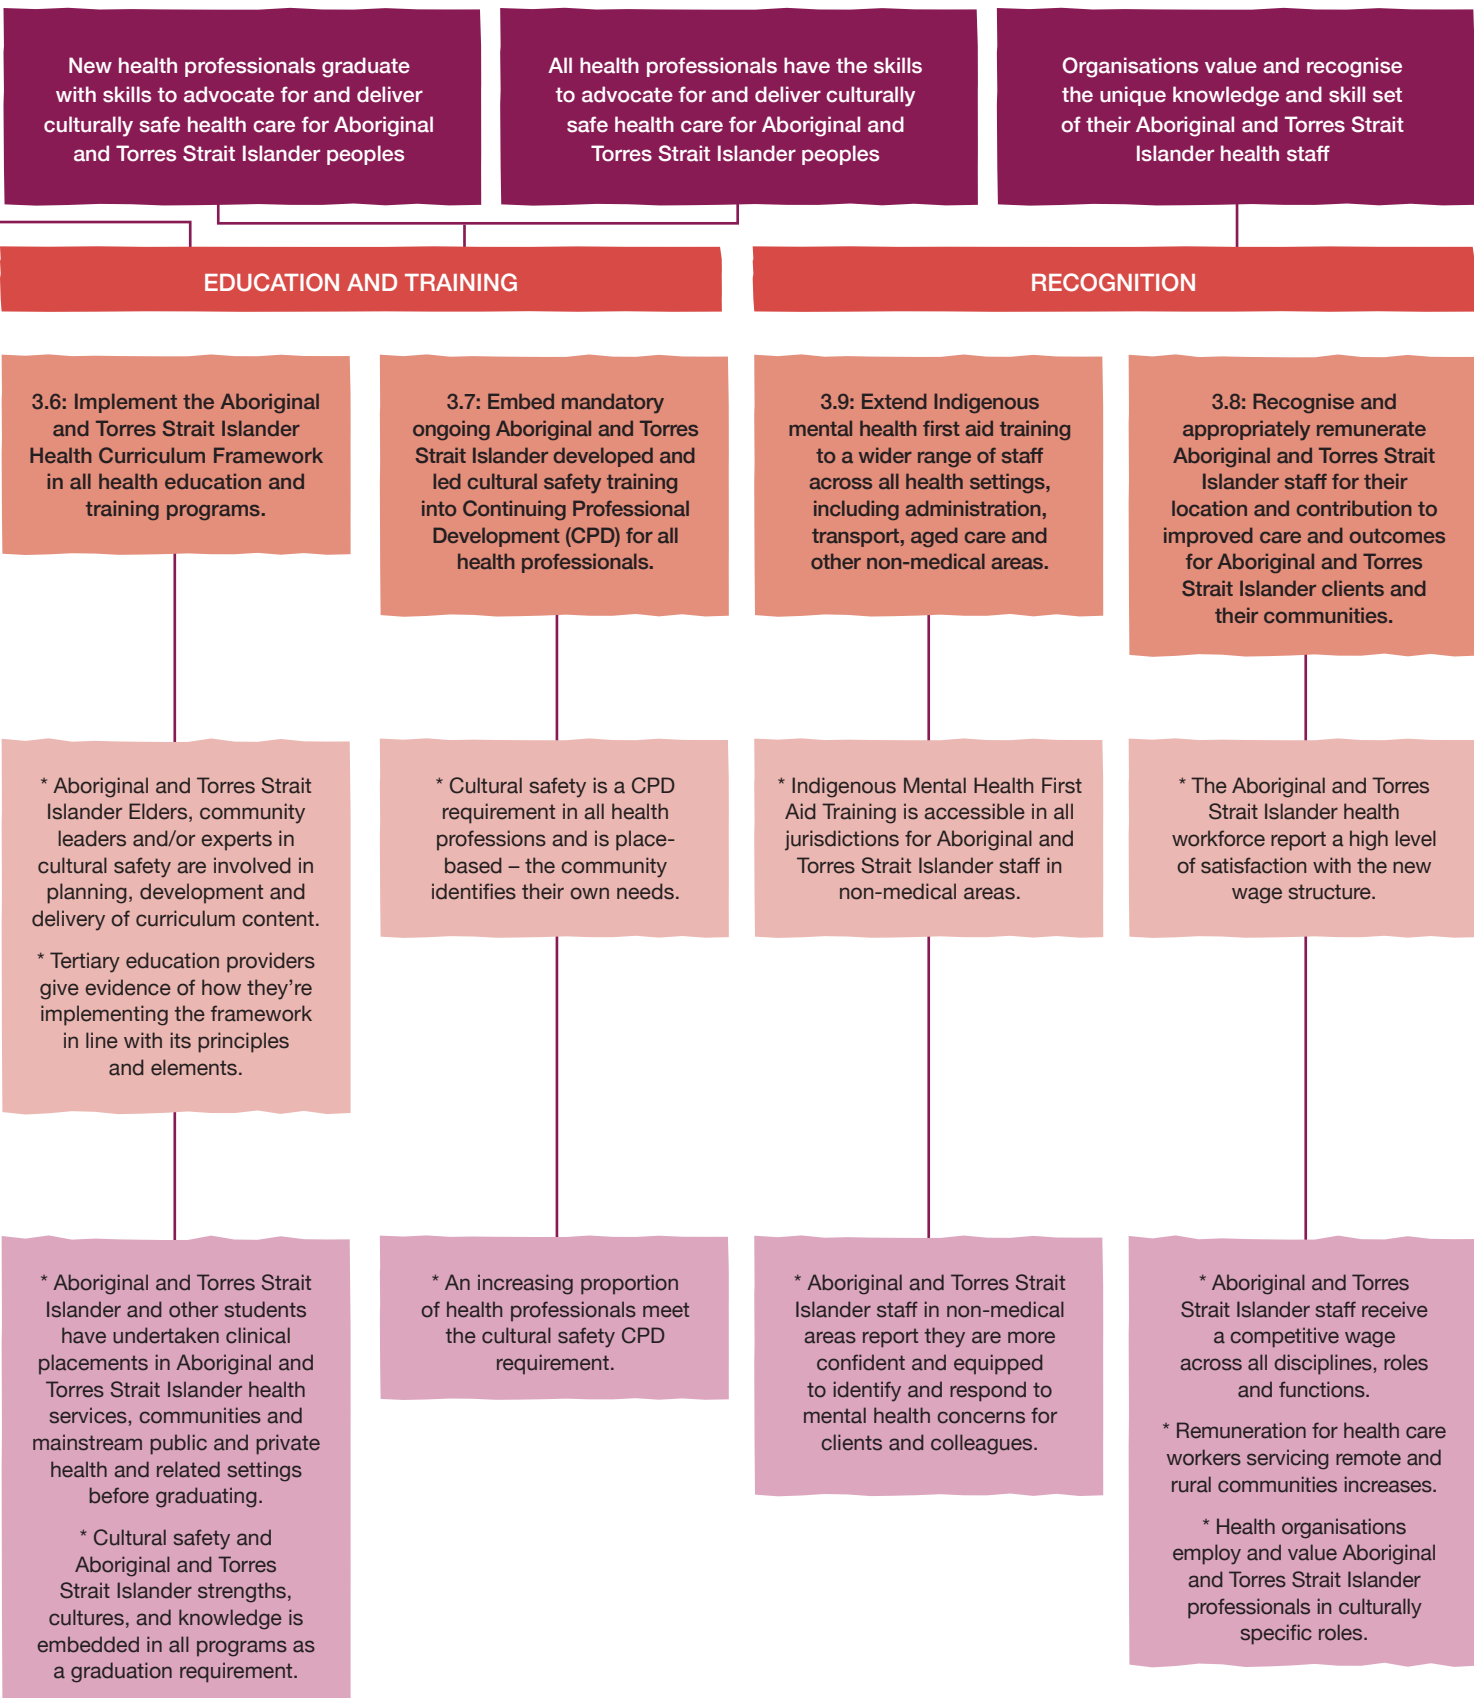 New health professionals graduate
with skills to advocate for and deliver
culturally safe health care for Aboriginal
and Torres Strait Islander peoples
All health professionals have the skills
to advocate for and deliver culturally
safe health care for Aboriginal and
Torres Strait Islander peoples
Organisations value and recognise
the unique knowledge and skill set
of their Aboriginal and Torres Strait
Islander health staff
EDUCATION AND TRAINING
RECOGNITION
3.6: Implement the Aboriginal
and Torres Strait Islander
Health Curriculum Framework
in all health education and
training programs.
3.7: Embed mandatory
ongoing Aboriginal and Torres
Strait Islander developed and
led cultural safety training
into Continuing Professional
Development (CPD) for all
health professionals.
3.9: Extend Indigenous
mental health first aid training
to a wider range of staff
across all health settings,
including administration,
transport, aged care and
other non-medical areas.
3.8: Recognise and
appropriately remunerate
Aboriginal and Torres Strait
Islander staff for their
location and contribution to
improved care and outcomes
for Aboriginal and Torres
Strait Islander clients and
their communities.
* Aboriginal and Torres Strait
Islander Elders, community
leaders and/or experts in
cultural safety are involved in
planning, development and
delivery of curriculum content.
* Tertiary education providers
give evidence of how they’re
implementing the framework
in line with its principles
and elements.
* Cultural safety is a CPD
requirement in all health
professions and is place-
based – the community
identifies their own needs.
* Indigenous Mental Health First
Aid Training is accessible in all
jurisdictions for Aboriginal and
Torres Strait Islander staff in
non-medical areas.
* The Aboriginal and Torres
Strait Islander health
workforce report a high level
of satisfaction with the new
wage structure.
* Aboriginal and Torres Strait
Islander and other students
have undertaken clinical
placements in Aboriginal and
Torres Strait Islander health
services, communities and
mainstream public and private
health and related settings
before graduating.
* Cultural safety and
Aboriginal and Torres
Strait Islander strengths,
cultures, and knowledge is
embedded in all programs as
a graduation requirement.
* An increasing proportion
of health professionals meet
the cultural safety CPD
requirement.
* Aboriginal and Torres Strait
Islander staff in non-medical
areas report they are more
confident and equipped
to identify and respond to
mental health concerns for
clients and colleagues.
* Aboriginal and Torres
Strait Islander staff receive
a competitive wage
across all disciplines, roles
and functions.
* Remuneration for health care
workers servicing remote and
rural communities increases.
* Health organisations
employ and value Aboriginal
and Torres Strait Islander
professionals in culturally
specific roles.